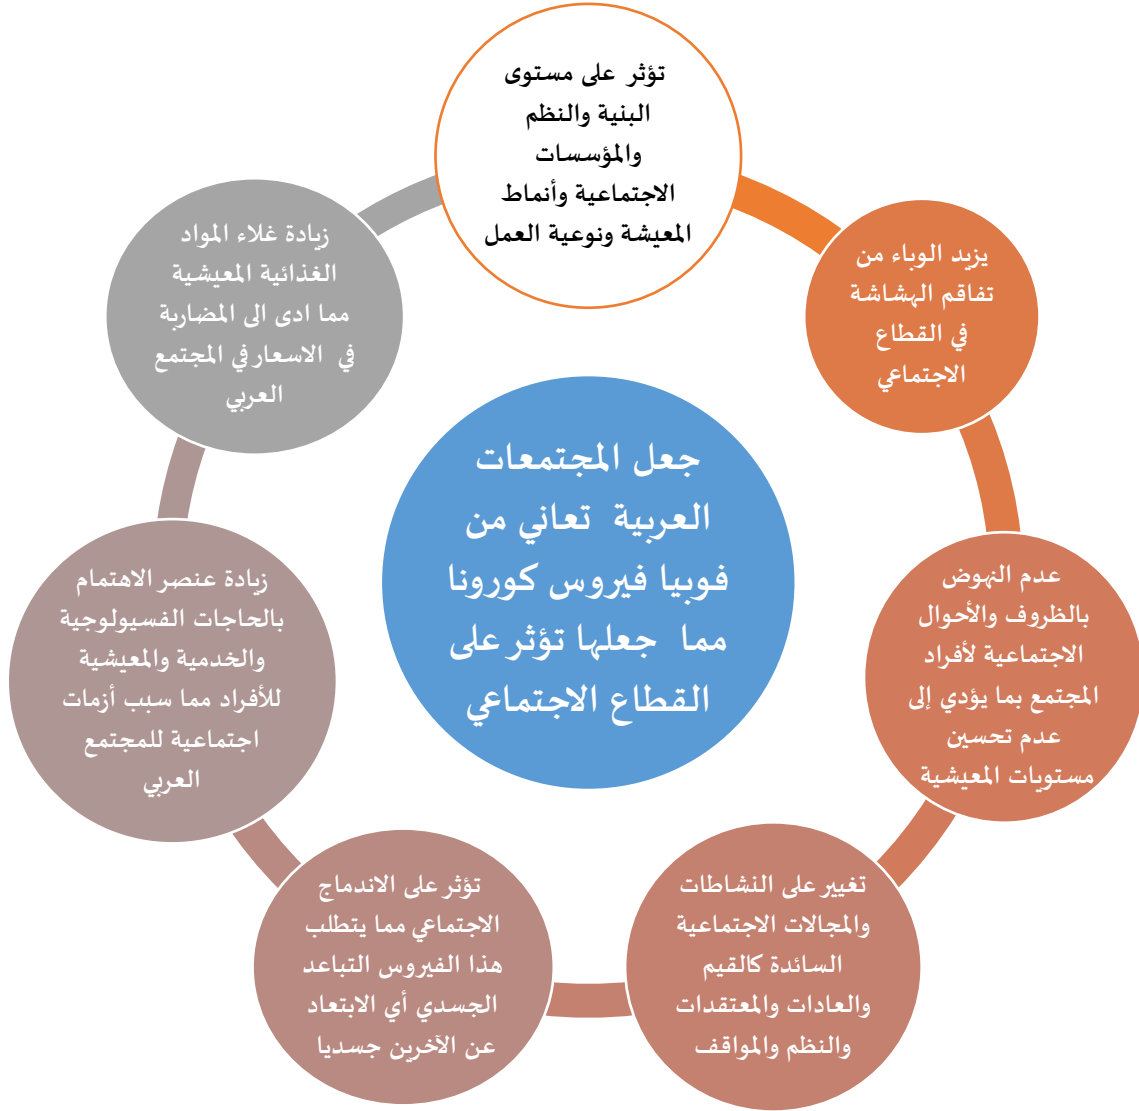 تؤثر على مستوى
البنية والنظم
والمؤسسات
الاجتماعية وأنماط
المعيشة ونوعية العمل
يزيد الوباء من
تفاقم الهشاشة
في القطاع
الاجتماعي
عدم النهوض
بالظروف والأحوال
الاجتماعية لأفراد
المجتمع بما يؤدي إلى
عدم تحسين
مستويات المعيشية
تغيير على النشاطات
والمجالات الاجتماعية
السائدة كالقيم
والعادات والمعتقدات
والنظم والمواقف
تؤثر على الاندماج
الاجتماعي مما يتطلب
هذا الفيروس التباعد
الجسدي أي الابتعاد
عن الآخرين جسديا
زيادة عنصر الاهتمام
بالحاجات الفسيولوجية
والخدمية والمعيشية
للأفراد مما سبب أزمات
اجتماعية للمجتمع
العربي
زيادة غلاء المواد
الغذائية المعيشية
مما ادى الى المضاربة
في الاسعار في المجتمع
العربي
جعل المجتمعات
العربية تعاني من
فوبيا فيروس كورونا
مما جعلها تؤثر على
القطاع الاجتماعي